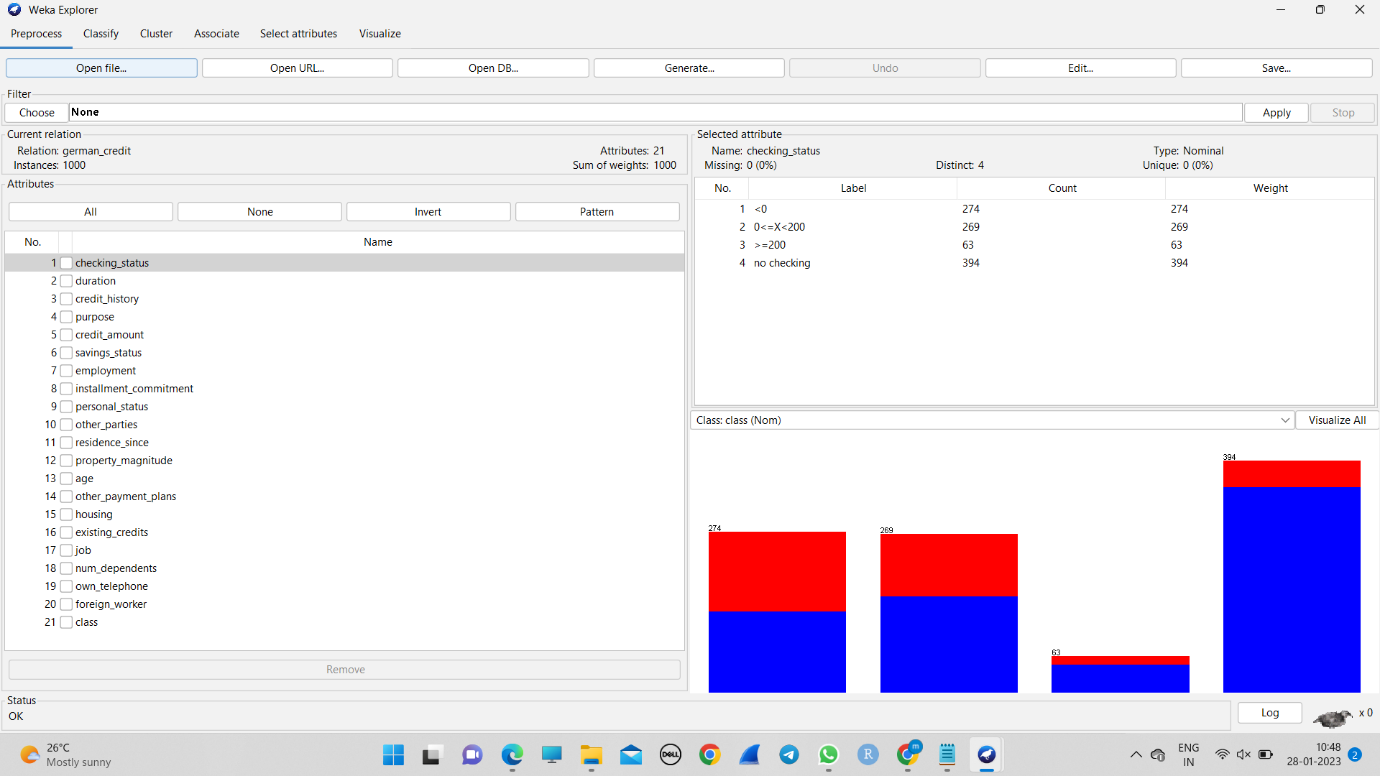 Weka Explorer
Preprocess Classify Cluster Associate Select attributes Visualize
Open file... Open URL... Open DB... Generate... Undo Edit... Save...
Filter
Choose None Apply Stop
Current relation
Relation: german_credit Attributes: 21
Instances: 1000 Sum of weights: 1000
Attributes
All None Invert Pattern
No. Name
1 checking_status
2 duration
3 credit_history
4 purpose
5 credit_amount
6 savings_status
7 employment
8 installment_commitment
9 personal_status
10 other_parties
11 residence_since
12 property_magnitude
13 age
14 other_payment_plans
15 housing
16 existing_credits
17 job
18 num_dependents
19 own_telephone
20 foreign_worker
21 class
Remove
Selected attribute
Name: checking_status Type: Nominal
Missing: 0 (0%) Distinct: 4 Unique: 0 (0%)
No. Label Count Weight
1 <0 274 274
2 0<=X<200 269 269
3 >=200 63 63
4 no checking 394 394
Class: class (Nom) Visualize All
274 269 63 394
Status
OK
Log x 0
26°C
Mostly sunny
DELL
R
m
ENG
IN
10:48
28-01-2023
2